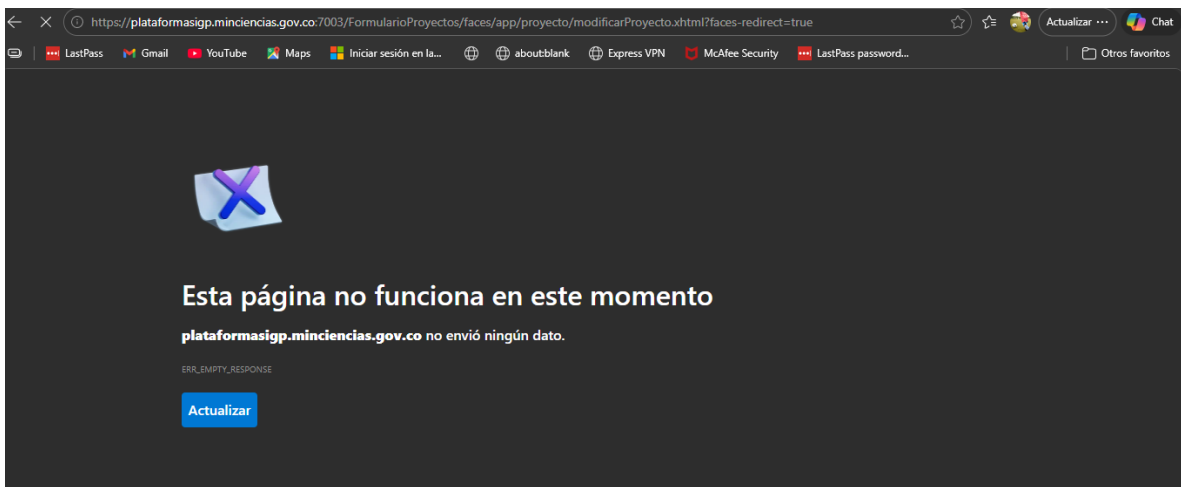 https://plataformasigp.minciencias.gov.co:7003/FormularioProyectos/faces/app/proyecto/modificarProyecto.xhtml?faces-redirect=true Actualizar ··· Chat
LastPass Gmail YouTube Maps Iniciar sesión en la... about:blank Express VPN McAfee Security LastPass password... Otros favoritos
Esta página no funciona en este momento
plataformasigp.minciencias.gov.co no envió ningún dato.
ERR_EMPTY_RESPONSE
Actualizar